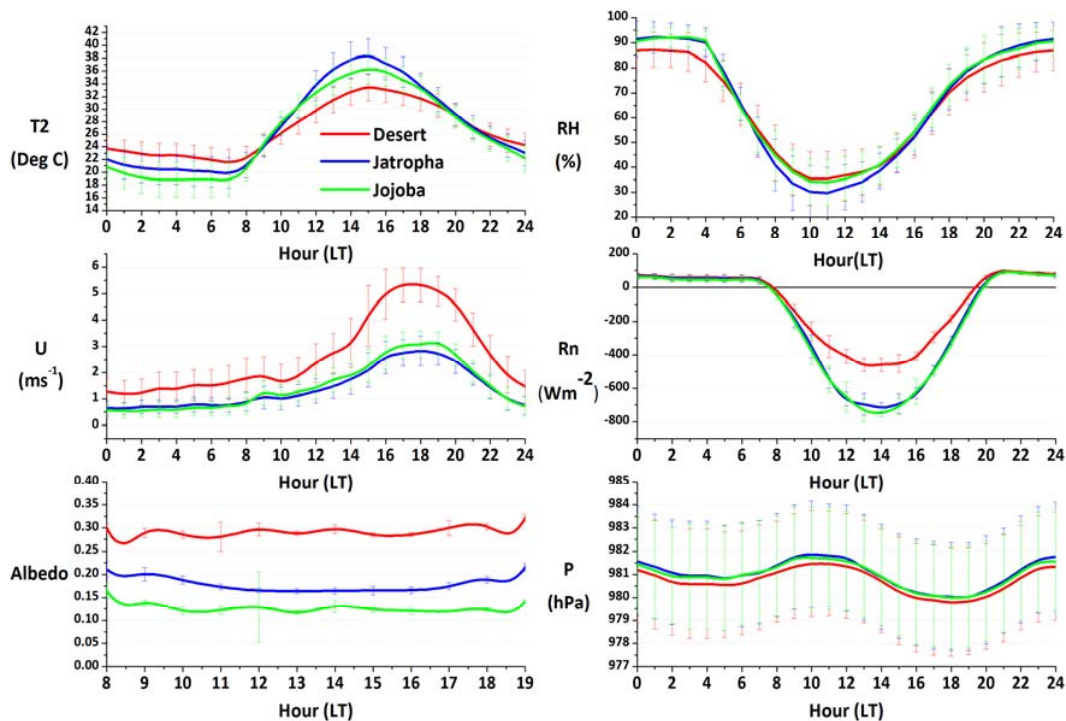 42
40
38
36
34
32
30
28
26
24
22
20
18
16
14
T2
(Deg C)
Desert
Jatropha
Jojoba
0 2 4 6 8 10 12 14 16 18 20 22 24
Hour (LT)
100
90
80
70
60
50
40
30
20
RH
(%)
0 2 4 6 8 10 12 14 16 18 20 22 24
Hour(LT)
6
5
4
3
2
1
0
U
(ms⁻¹)
0 2 4 6 8 10 12 14 16 18 20 22 24
Hour (LT)
200
0
-200
-400
-600
-800
Rn
(Wm⁻²)
0 2 4 6 8 10 12 14 16 18 20 22 24
Hour (LT)
0.40
0.35
0.30
0.25
0.20
0.15
0.10
0.05
0.00
Albedo
8 9 10 11 12 13 14 15 16 17 18 19
Hour (LT)
985
984
983
982
981
980
979
978
977
P
(hPa)
0 2 4 6 8 10 12 14 16 18 20 22 24
Hour (LT)